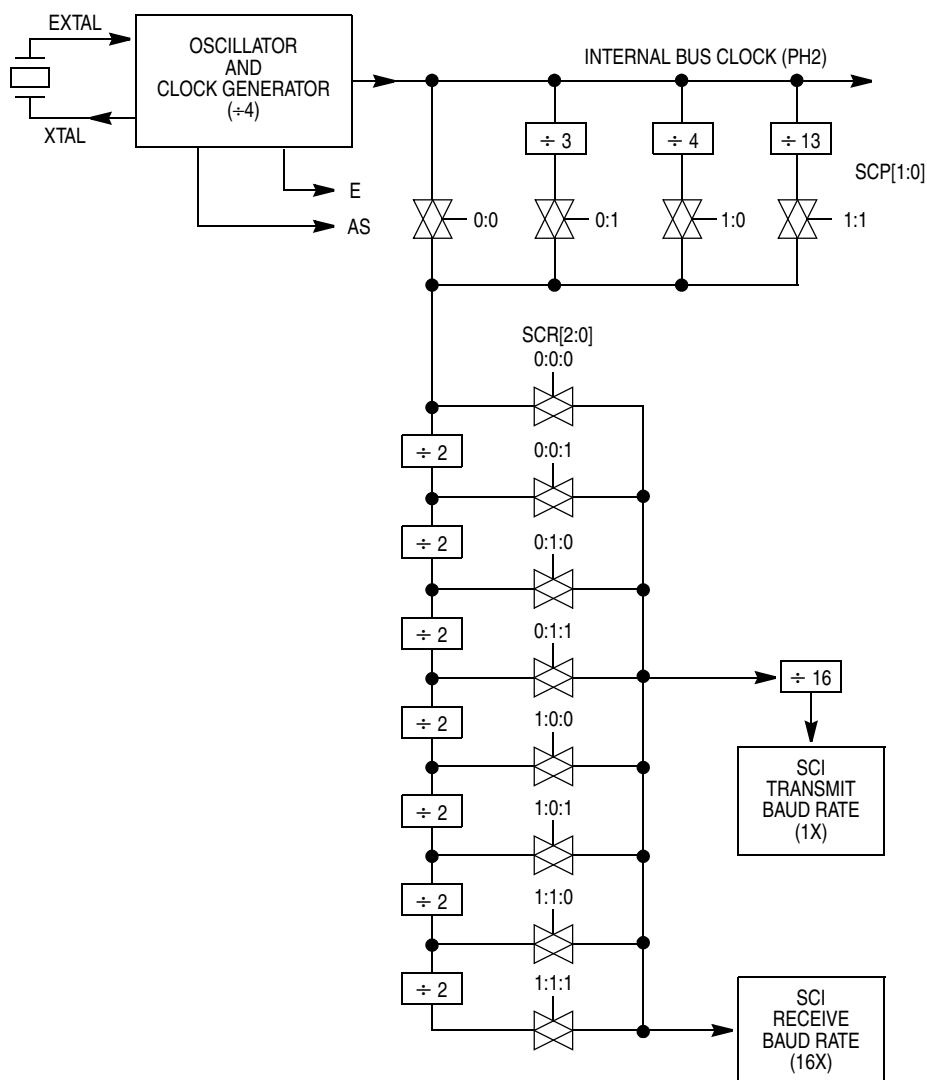 EXTAL
OSCILLATOR
AND
CLOCK GENERATOR
(÷4)
XTAL
INTERNAL BUS CLOCK (PH2)
÷ 3
÷ 4
÷ 13
SCP[1:0]
E
AS
0:0
0:1
1:0
1:1
SCR[2:0]
0:0:0
÷ 2
0:0:1
÷ 2
0:1:0
÷ 2
0:1:1
÷ 16
÷ 2
1:0:0
SCI
TRANSMIT
BAUD RATE
(1X)
÷ 2
1:0:1
÷ 2
1:1:0
÷ 2
1:1:1
SCI
RECEIVE
BAUD RATE
(16X)